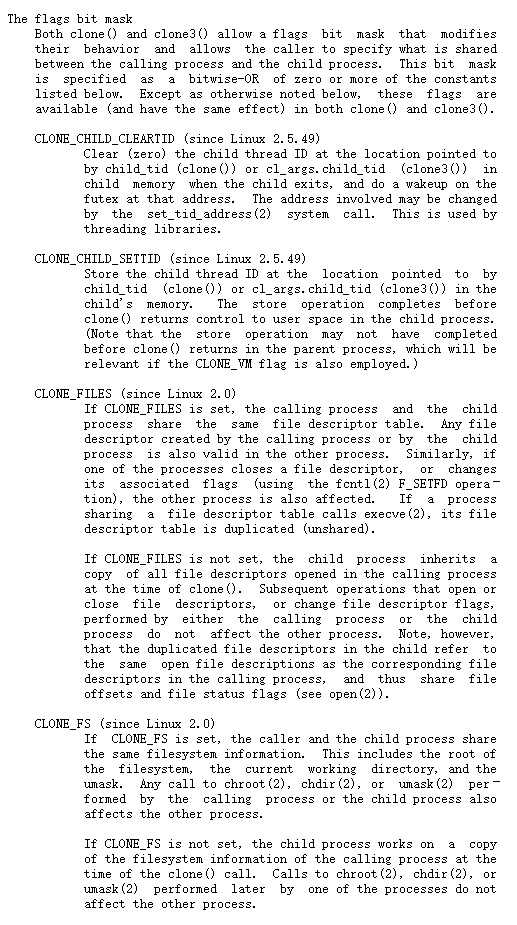 The flags bit mask
Both clone() and clone3() allow a flags bit mask that modifies
their behavior and allows the caller to specify what is shared
between the calling process and the child process. This bit mask
is specified as a bitwise-OR of zero or more of the constants
listed below. Except as otherwise noted below, these flags are
available (and have the same effect) in both clone() and clone3().
CLONE_CHILD_CLEARTID (since Linux 2.5.49)
Clear (zero) the child thread ID at the location pointed to
by child_tid (clone()) or cl_args.child_tid (clone3()) in
child memory when the child exits, and do a wakeup on the
futex at that address. The address involved may be changed
by the set_tid_address(2) system call. This is used by
threading libraries.
CLONE_CHILD_SETTID (since Linux 2.5.49)
Store the child thread ID at the location pointed to by
child_tid (clone()) or cl_args.child_tid (clone3()) in the
child's memory. The store operation completes before
clone() returns control to user space in the child process.
(Note that the store operation may not have completed
before clone() returns in the parent process, which will be
relevant if the CLONE_VM flag is also employed.)
CLONE_FILES (since Linux 2.0)
If CLONE_FILES is set, the calling process and the child
process share the same file descriptor table. Any file
descriptor created by the calling process or by the child
process is also valid in the other process. Similarly, if
one of the processes closes a file descriptor, or changes
its associated flags (using the fcntl(2) F_SETFD opera-
tion), the other process is also affected. If a process
sharing a file descriptor table calls execve(2), its file
descriptor table is duplicated (unshared).
If CLONE_FILES is not set, the child process inherits a
copy of all file descriptors opened in the calling process
at the time of clone(). Subsequent operations that open or
close file descriptors, or change file descriptor flags,
performed by either the calling process or the child
process do not affect the other process. Note, however,
that the duplicated file descriptors in the child refer to
the same open file descriptions as the corresponding file
descriptors in the calling process, and thus share file
offsets and file status flags (see open(2)).
CLONE_FS (since Linux 2.0)
If CLONE_FS is set, the caller and the child process share
the same filesystem information. This includes the root of
the filesystem, the current working directory, and the
umask. Any call to chroot(2), chdir(2), or umask(2) per-
formed by the calling process or the child process also
affects the other process.
If CLONE_FS is not set, the child process works on a copy
of the filesystem information of the calling process at the
time of the clone() call. Calls to chroot(2), chdir(2), or
umask(2) performed later by one of the processes do not
affect the other process.